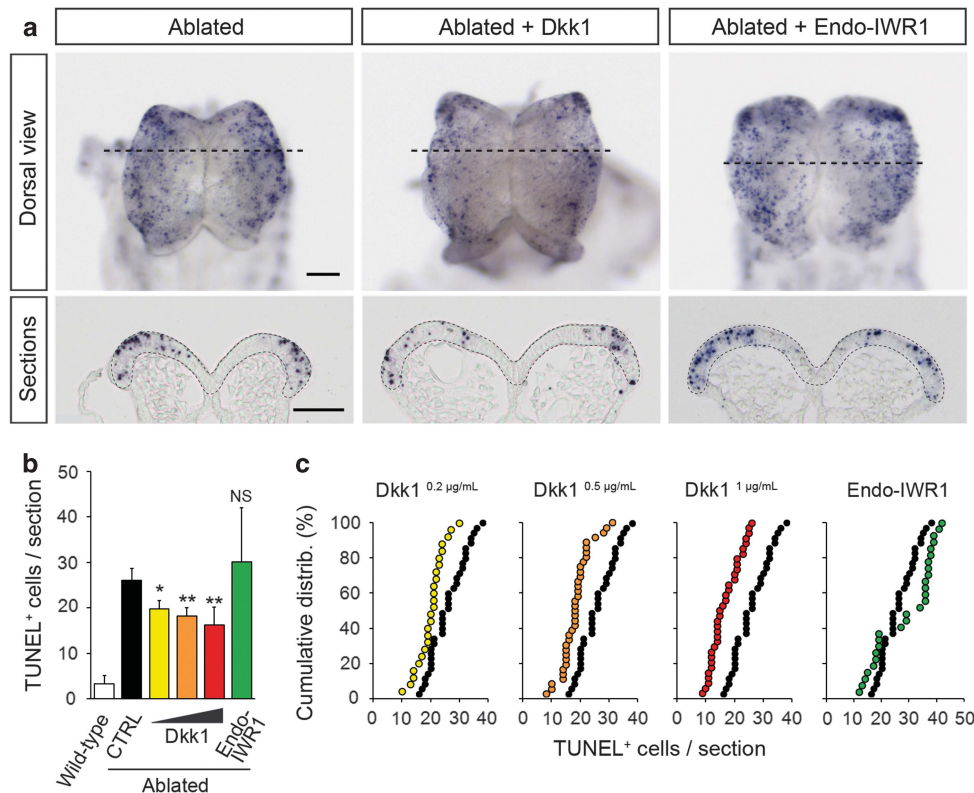 a
Ablated
Ablated + Dkk1
Ablated + Endo-IWR1
Dorsal view
Sections
b
TUNEL⁺ cells / section
50
40
30
20
10
0
*
**
**
NS
Wild-type
CTRL
Dkk1
Endo-
IWR1
Ablated
c
Dkk1 0.2 µg/mL
Dkk1 0.5 µg/mL
Dkk1 1 µg/mL
Endo-IWR1
Cumulative distrib. (%)
100
80
60
40
20
0
0 10 20 30 40
0 10 20 30 40
0 10 20 30 40
0 10 20 30 40 50
TUNEL⁺ cells / section